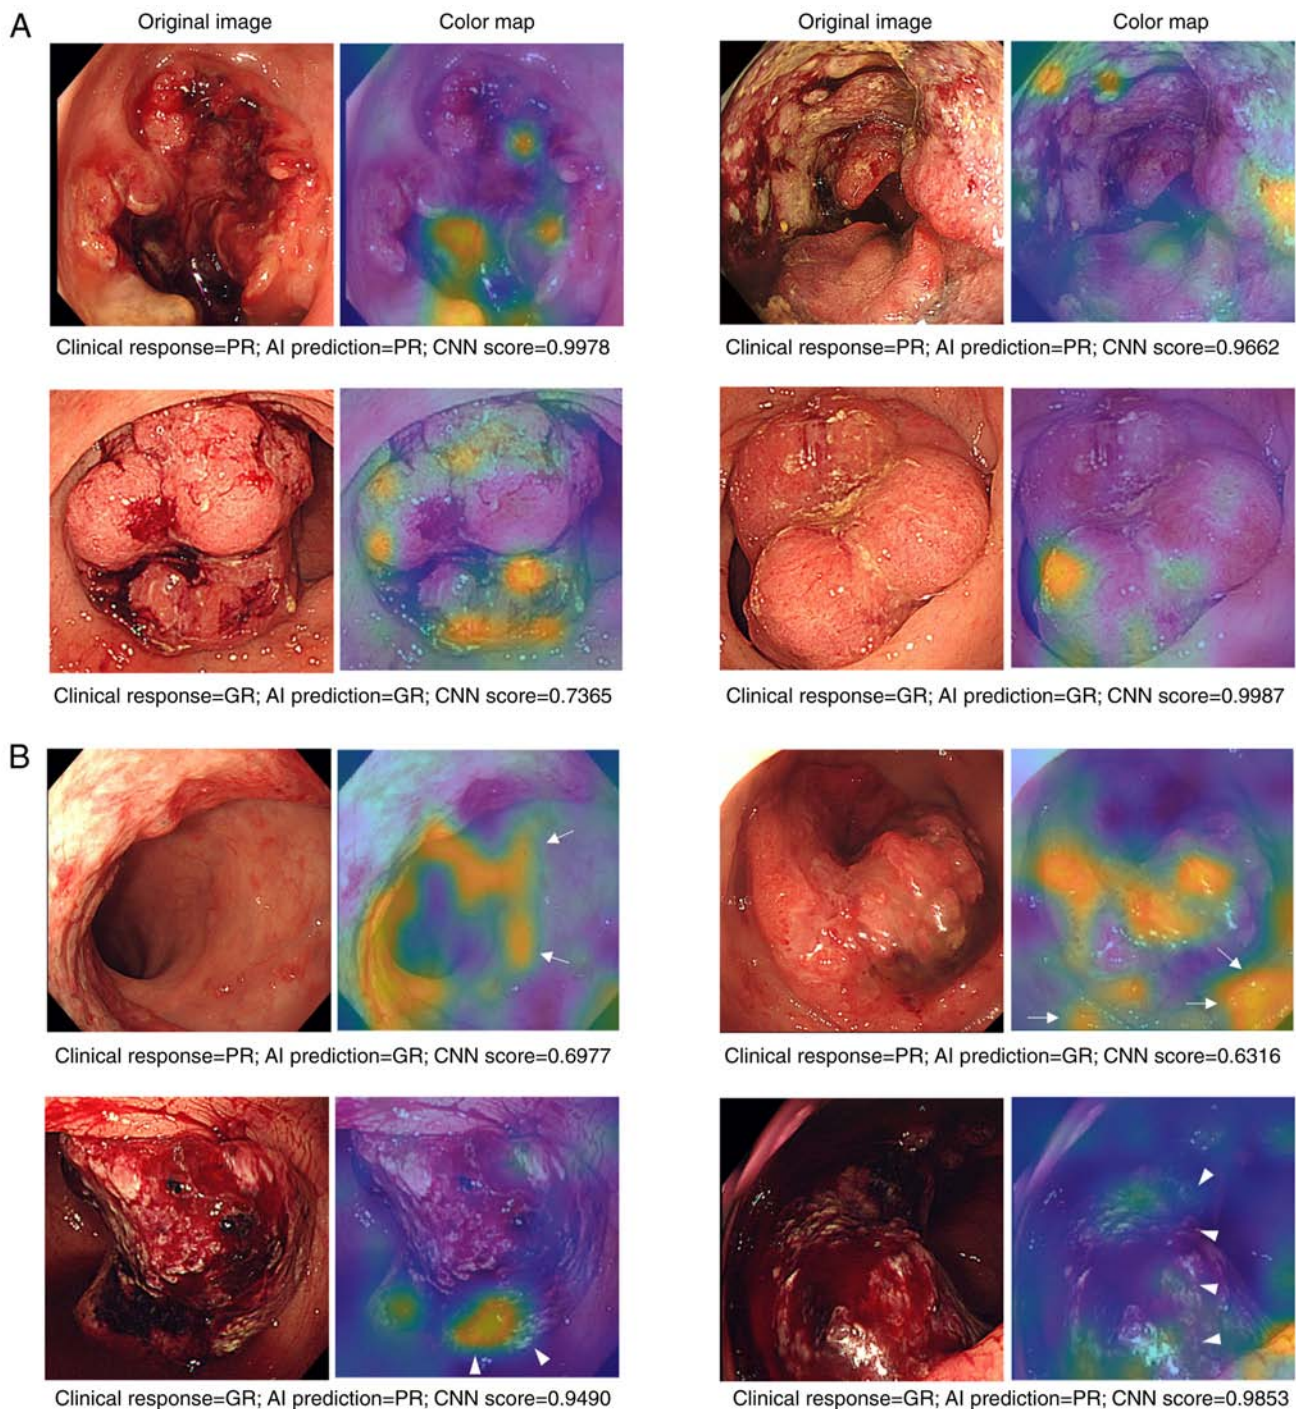 A
Original image Color map Original image Color map
Clinical response=PR; AI prediction=PR; CNN score=0.9978
Clinical response=PR; AI prediction=PR; CNN score=0.9662
Clinical response=GR; AI prediction=GR; CNN score=0.7365
Clinical response=GR; AI prediction=GR; CNN score=0.9987
B
Clinical response=PR; AI prediction=GR; CNN score=0.6977
Clinical response=PR; AI prediction=GR; CNN score=0.6316
Clinical response=GR; AI prediction=PR; CNN score=0.9490
Clinical response=GR; AI prediction=PR; CNN score=0.9853